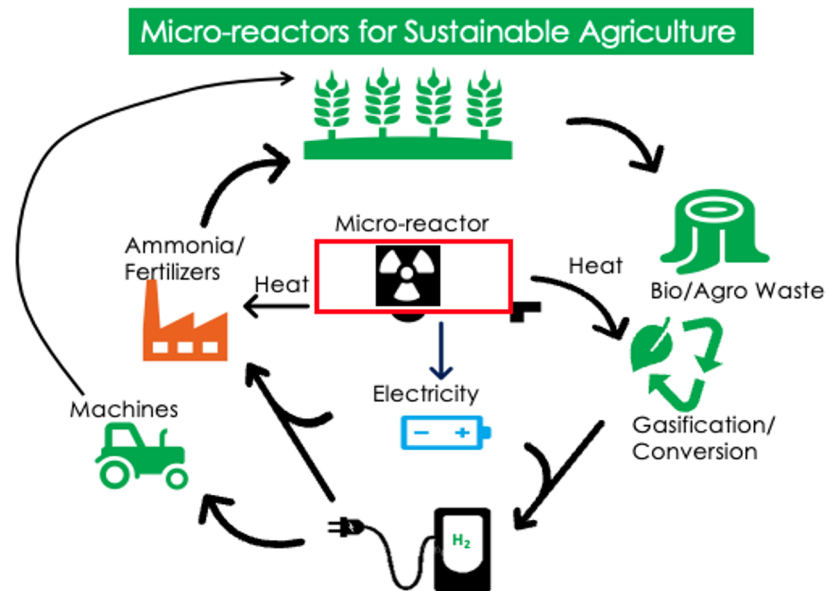 Micro-reactors for Sustainable Agriculture
Micro-reactor
Ammonia/
Fertilizers
Heat
Heat
Bio/Agro Waste
Electricity
Machines
Gasification/
Conversion
H₂